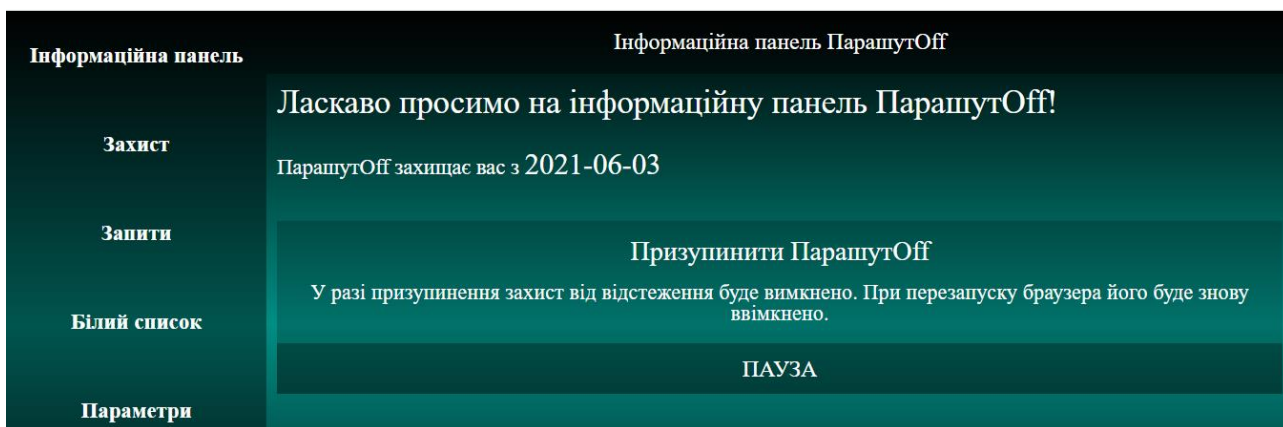 Інформаційна панель
Захист
Запити
Білий список
Параметри
Інформаційна панель ПарашутOff
Ласкаво просимо на інформаційну панель ПарашутOff!
ПарашутOff захищає вас з 2021-06-03
Призупинити ПарашутOff
У разі призупинення захист від відстеження буде вимкнено. При перезапуску браузера його буде знову
ввімкнено.
ПАУЗА